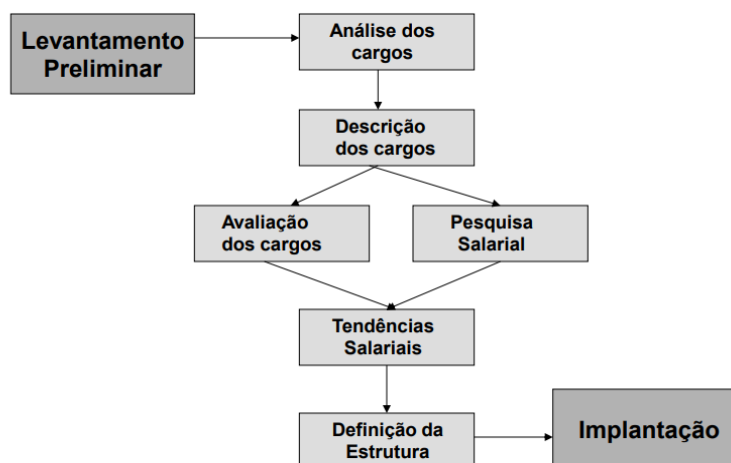 Levantamento
Preliminar
Análise dos
cargos
Descrição
dos cargos
Avaliação
dos cargos
Pesquisa
Salarial
Tendências
Salariais
Definição da
Estrutura
Implantação